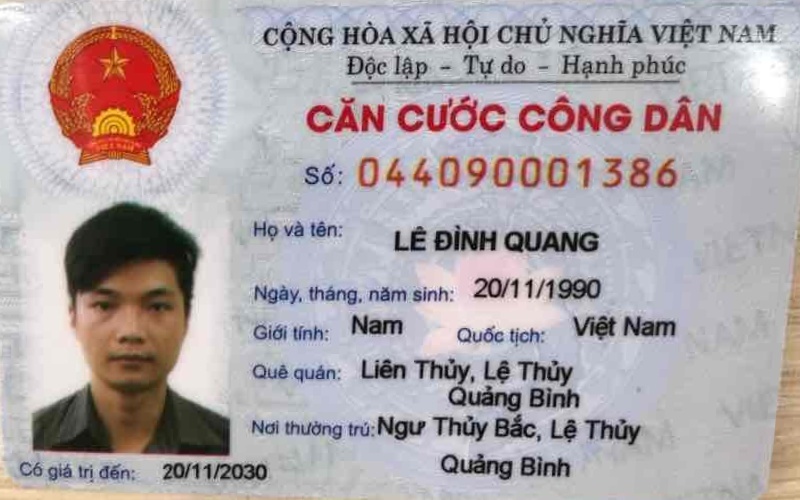 CỘNG HÒA XÃ HỘI CHỦ NGHĨA VIỆT NAM
Độc lập - Tự do - Hạnh phúc
CĂN CƯỚC CÔNG DÂN
Số: 044090001386
Họ và tên: LÊ ĐÌNH QUANG
Ngày, tháng, năm sinh: 20/11/1990
Giới tính: Nam Quốc tịch: Việt Nam
Quê quán: Liên Thủy, Lệ Thủy
Quảng Bình
Nơi thường trú: Ngư Thủy Bắc, Lệ Thủy
Quảng Bình
Có giá trị đến: 20/11/2030